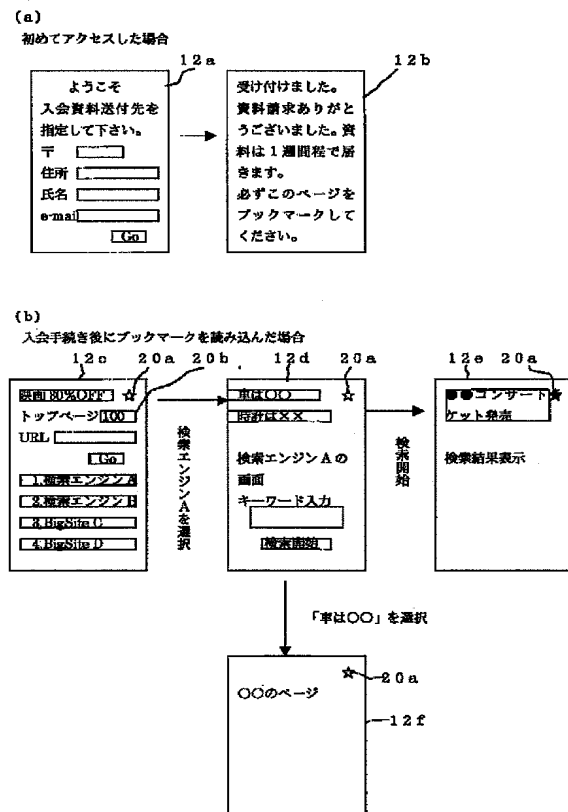 (a)
初めてアクセスした場合
12a
12b
ようこそ
入会資料送付先を
指定して下さい。
〒
住所
氏名
e-mai
Go
受け付けました。
資料請求ありがと
うございました。資
料は1週間程で届
きます。
必ずこのページを
ブックマークして
ください。
(b)
入会手続き後にブックマークを読み込んだ場合
12c 20a 20b 12d 20a 12e 20a
映画80%OFF ☆
トップページ 100
URL
Go
1.検索エンジンA
2.検索エンジンB
3.BigSite C
4.BigSite D
検索エンジンAを選択
車は〇〇 ☆
時計は××
検索エンジンAの
画面
キーワード入力
検索開始
検索開始
●●コンサート★
ケット発売
検索結果表示
「車は〇〇」を選択
☆
20a
〇〇のページ
12f